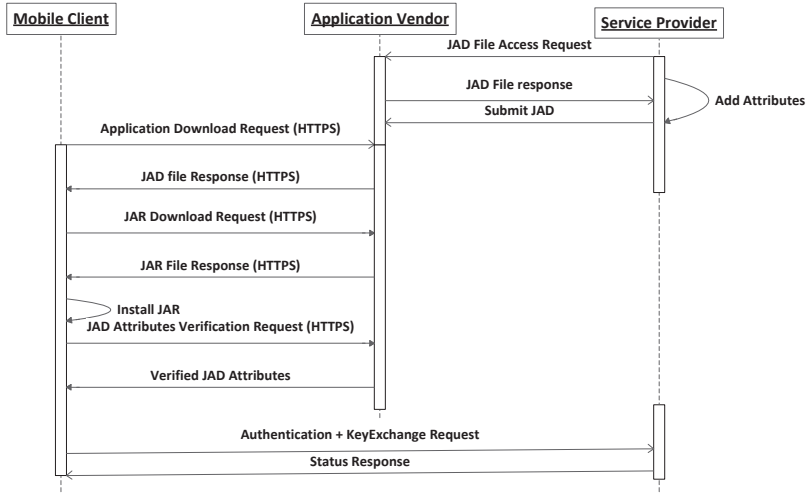 Mobile Client
Application Vendor
Service Provider
JAD File Access Request
JAD File response
Add Attributes
Submit JAD
Application Download Request (HTTPS)
JAD file Response (HTTPS)
JAR Download Request (HTTPS)
JAR File Response (HTTPS)
Install JAR
JAD Attributes Verification Request (HTTPS)
Verified JAD Attributes
Authentication + KeyExchange Request
Status Response